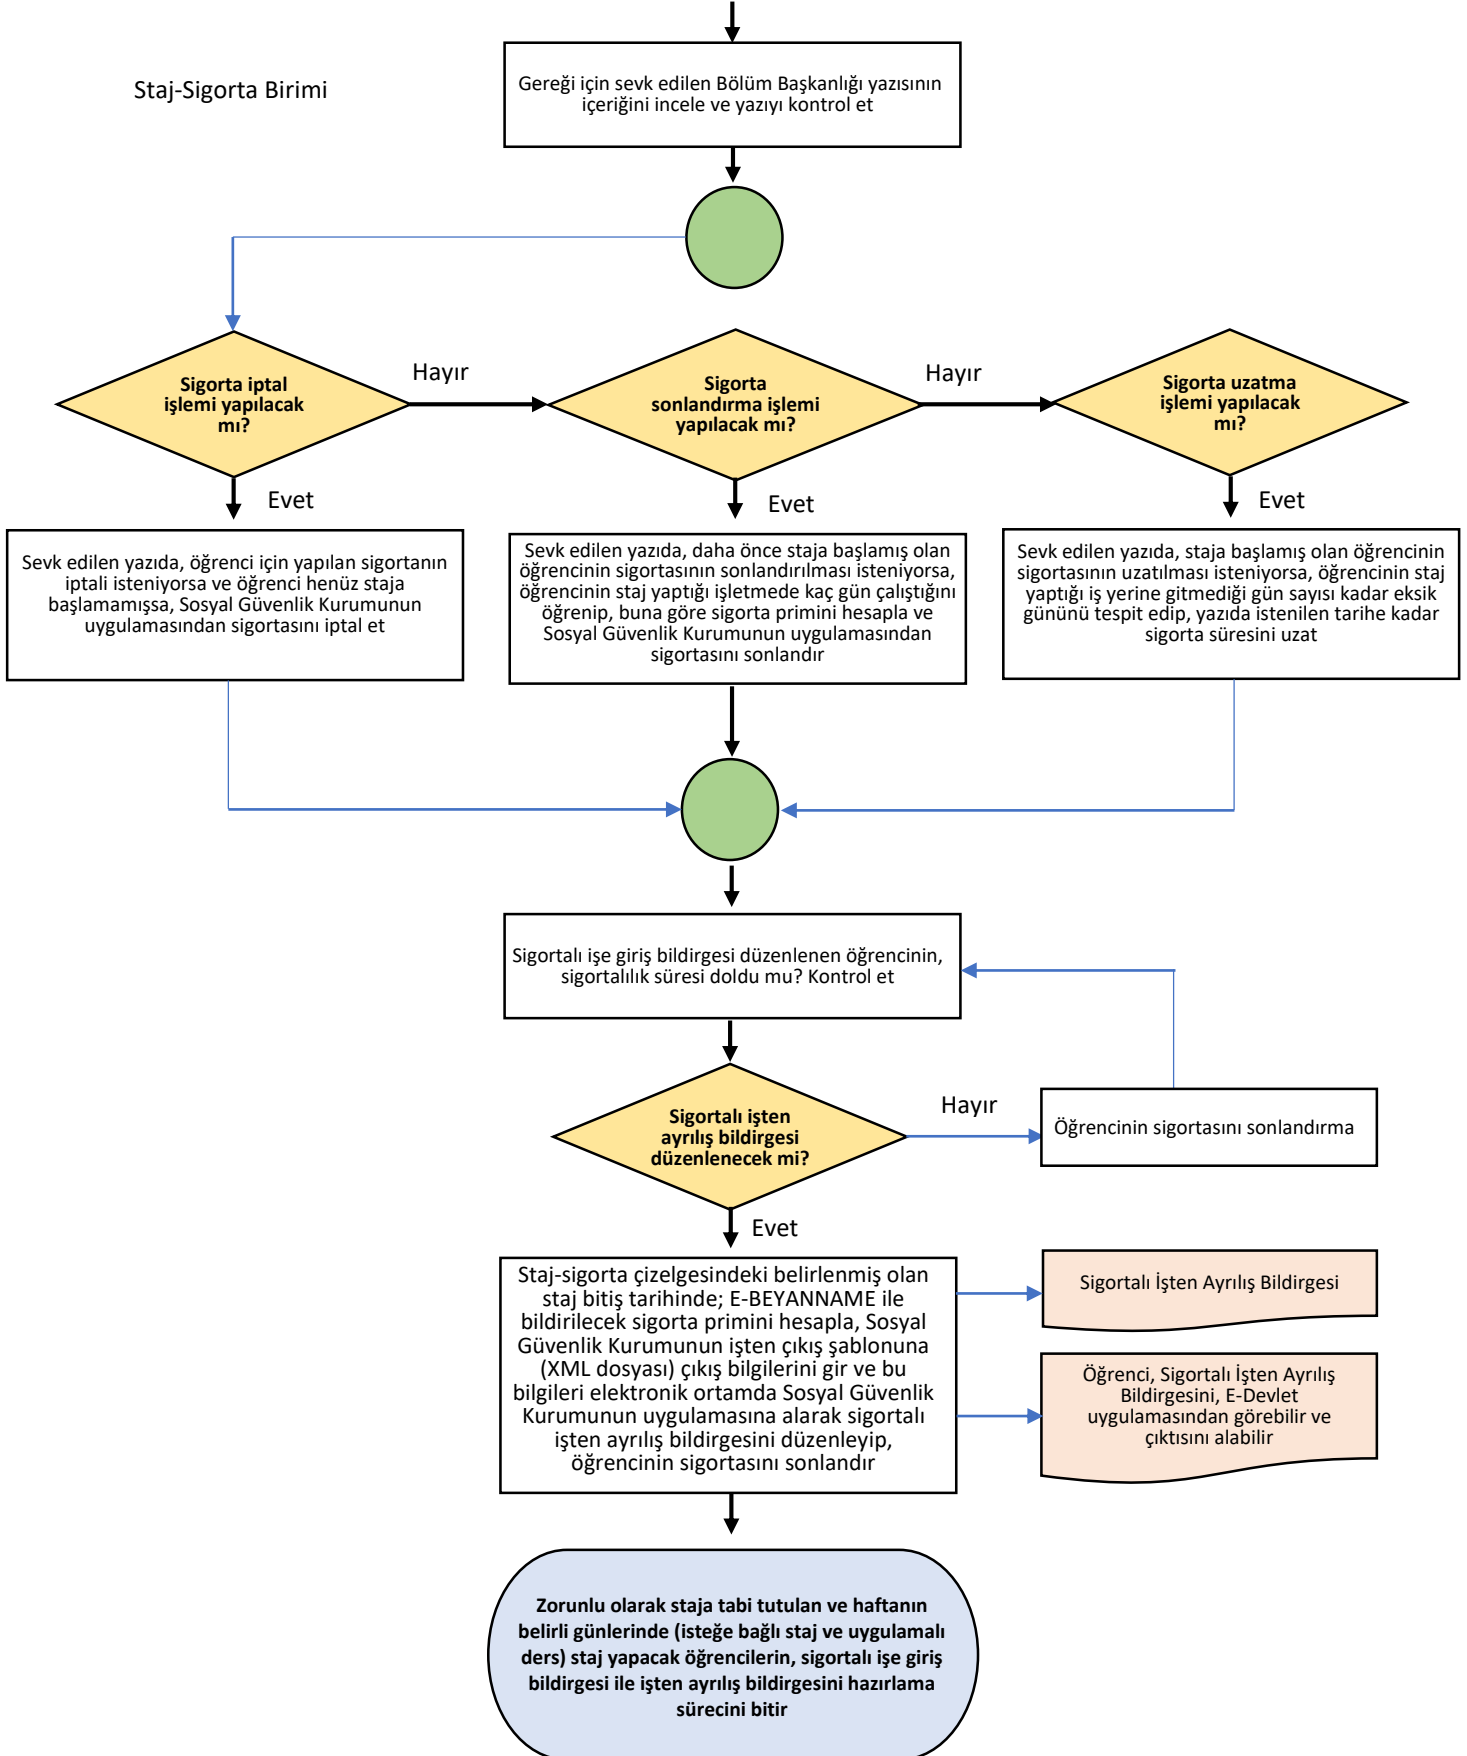 Staj-Sigorta Birimi
Gereği için sevk edilen Bölüm Başkanlığı yazısının
içeriğini incele ve yazıyı kontrol et
Sigorta iptal
işlemi yapılacak
mı?
Hayır
Sigorta
sonlandırma işlemi
yapılacak mı?
Hayır
Sigorta uzatma
işlemi yapılacak
mı?
Evet
Evet
Evet
Sevk edilen yazıda, öğrenci için yapılan sigortanın
iptali isteniyorsa ve öğrenci henüz staja
başlamamışsa, Sosyal Güvenlik Kurumunun
uygulamasından sigortasını iptal et
Sevk edilen yazıda, daha önce staja başlamış olan
öğrencinin sigortasının sonlandırılması isteniyorsa,
öğrencinin staj yaptığı işletmede kaç gün çalıştığını
öğrenip, buna göre sigorta primini hesapla ve
Sosyal Güvenlik Kurumunun uygulamasından
sigortasını sonlandır
Sevk edilen yazıda, staja başlamış olan öğrencinin
sigortasının uzatılması isteniyorsa, öğrencinin staj
yaptığı iş yerine gitmediği gün sayısı kadar eksik
gününü tespit edip, yazıda istenilen tarihe kadar
sigorta süresini uzat
Sigortalı işe giriş bildirgesi düzenlenen öğrencinin,
sigortalılık süresi doldu mu? Kontrol et
Sigortalı işten
ayrılış bildirgesi
düzenlenecek mi?
Hayır
Öğrencinin sigortasını sonlandırma
Evet
Staj-sigorta çizelgesindeki belirlenmiş olan
staj bitiş tarihinde; E-BEYANNAME ile
bildirilecek sigorta primini hesapla, Sosyal
Güvenlik Kurumunun işten çıkış şablonuna
(XML dosyası) çıkış bilgilerini gir ve bu
bilgileri elektronik ortamda Sosyal Güvenlik
Kurumunun uygulamasına alarak sigortalı
işten ayrılış bildirgesini düzenleyip,
öğrencinin sigortasını sonlandır
Sigortalı İşten Ayrılış Bildirgesi
Öğrenci, Sigortalı İşten Ayrılış
Bildirgesini, E-Devlet
uygulamasından görebilir ve
çıktısını alabilir
Zorunlu olarak staja tabi tutulan ve haftanın
belirli günlerinde (isteğe bağlı staj ve uygulamalı
ders) staj yapacak öğrencilerin, sigortalı işe giriş
bildirgesi ile işten ayrılış bildirgesini hazırlama
sürecini bitir